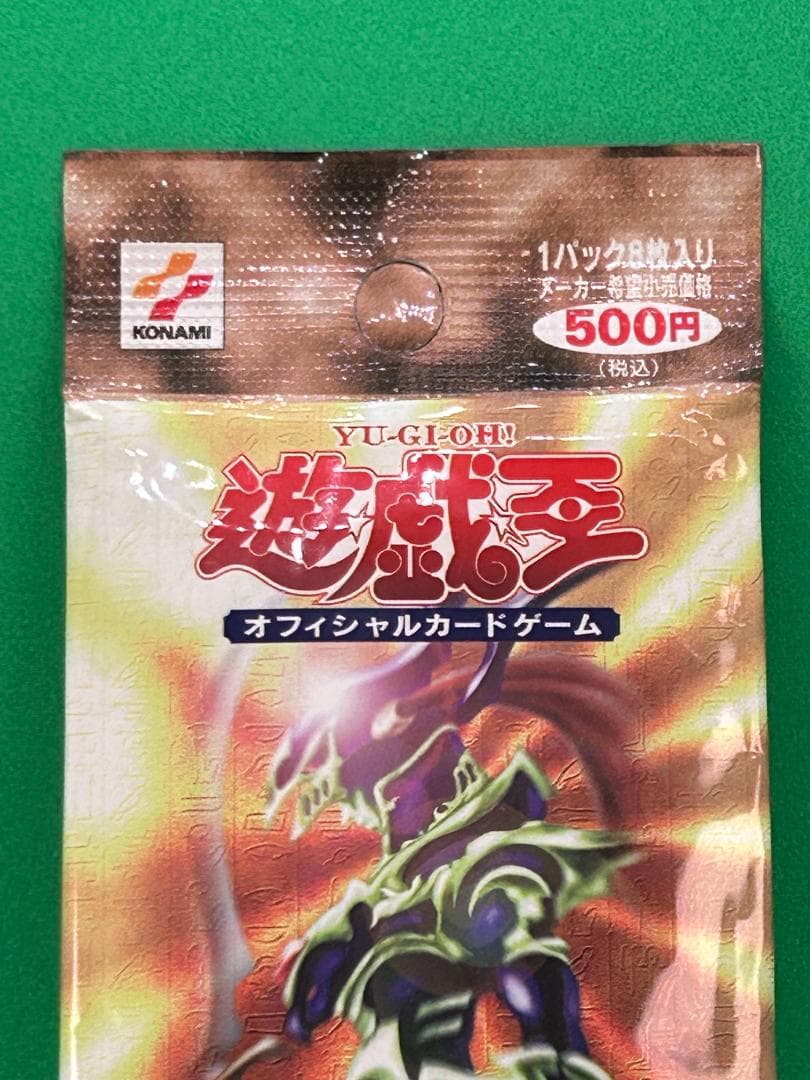 KONAMI
1パック8枚入り
メーカー希望小売価格
500円
(税込)
YU-GI-OH!
遊戯王
オフィシャルカードゲーム